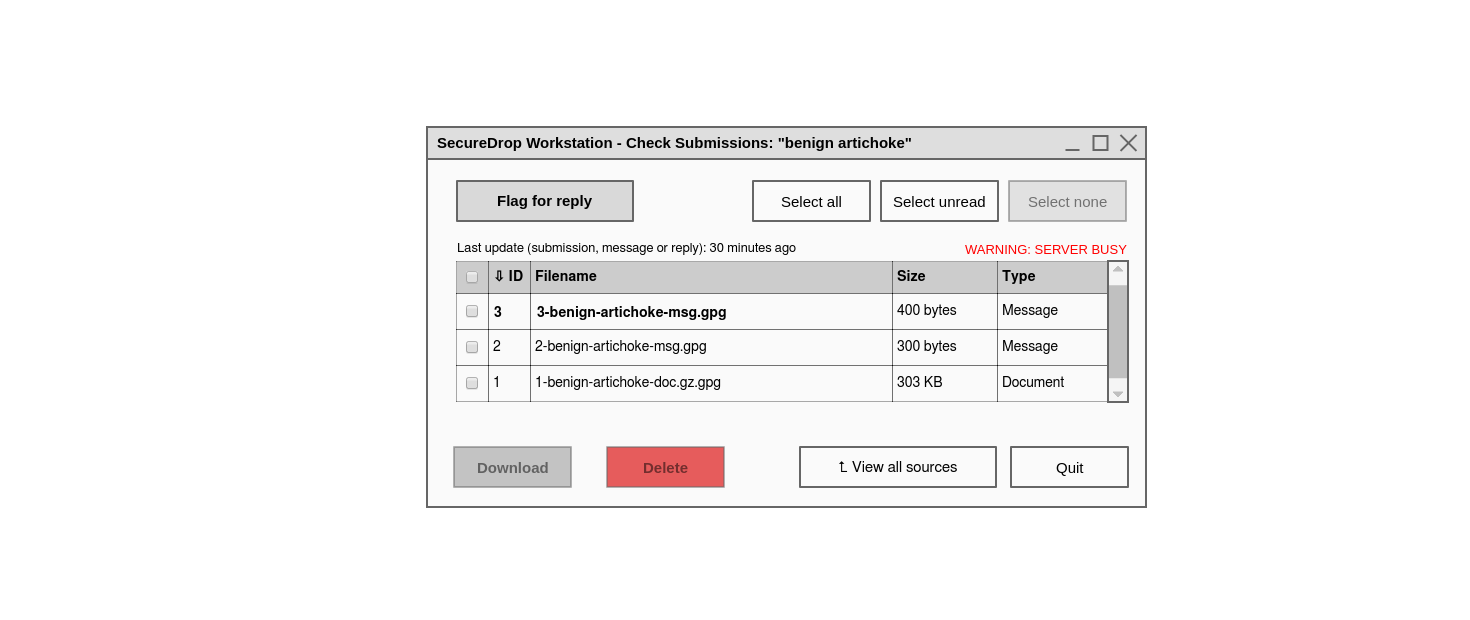 SecureDrop Workstation - Check Submissions: "benign artichoke"
Flag for reply
Select all
Select unread
Select none
Last update (submission, message or reply): 30 minutes ago
WARNING: SERVER BUSY
⇩ ID Filename Size Type
3 3-benign-artichoke-msg.gpg 400 bytes Message
2 2-benign-artichoke-msg.gpg 300 bytes Message
1 1-benign-artichoke-doc.gz.gpg 303 KB Document
Download
Delete
⮤ View all sources
Quit